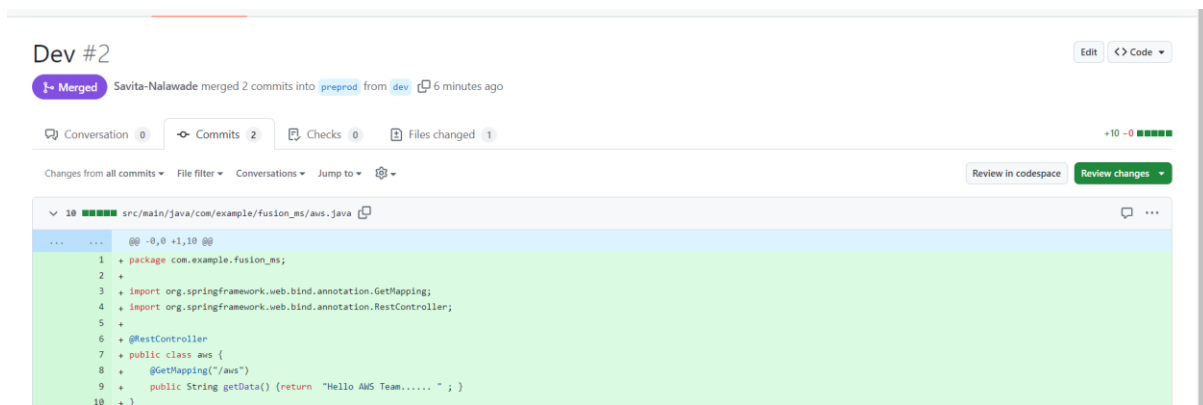 Dev #2
Edit <> Code
Merged Savita-Nalawade merged 2 commits into preprod from dev 6 minutes ago
Conversation 0 Commits 2 Checks 0 Files changed 1 +10 −0
Changes from all commits File filter Conversations Jump to Review in codespace Review changes
10 src/main/java/com/example/fusion_ms/aws.java
... ... @@ -0,0 +1,10 @@
1 + package com.example.fusion_ms;
2 +
3 + import org.springframework.web.bind.annotation.GetMapping;
4 + import org.springframework.web.bind.annotation.RestController;
5 +
6 + @RestController
7 + public class aws {
8 + @GetMapping("/aws")
9 + public String getData() {return "Hello AWS Team...... " ; }
10 + }